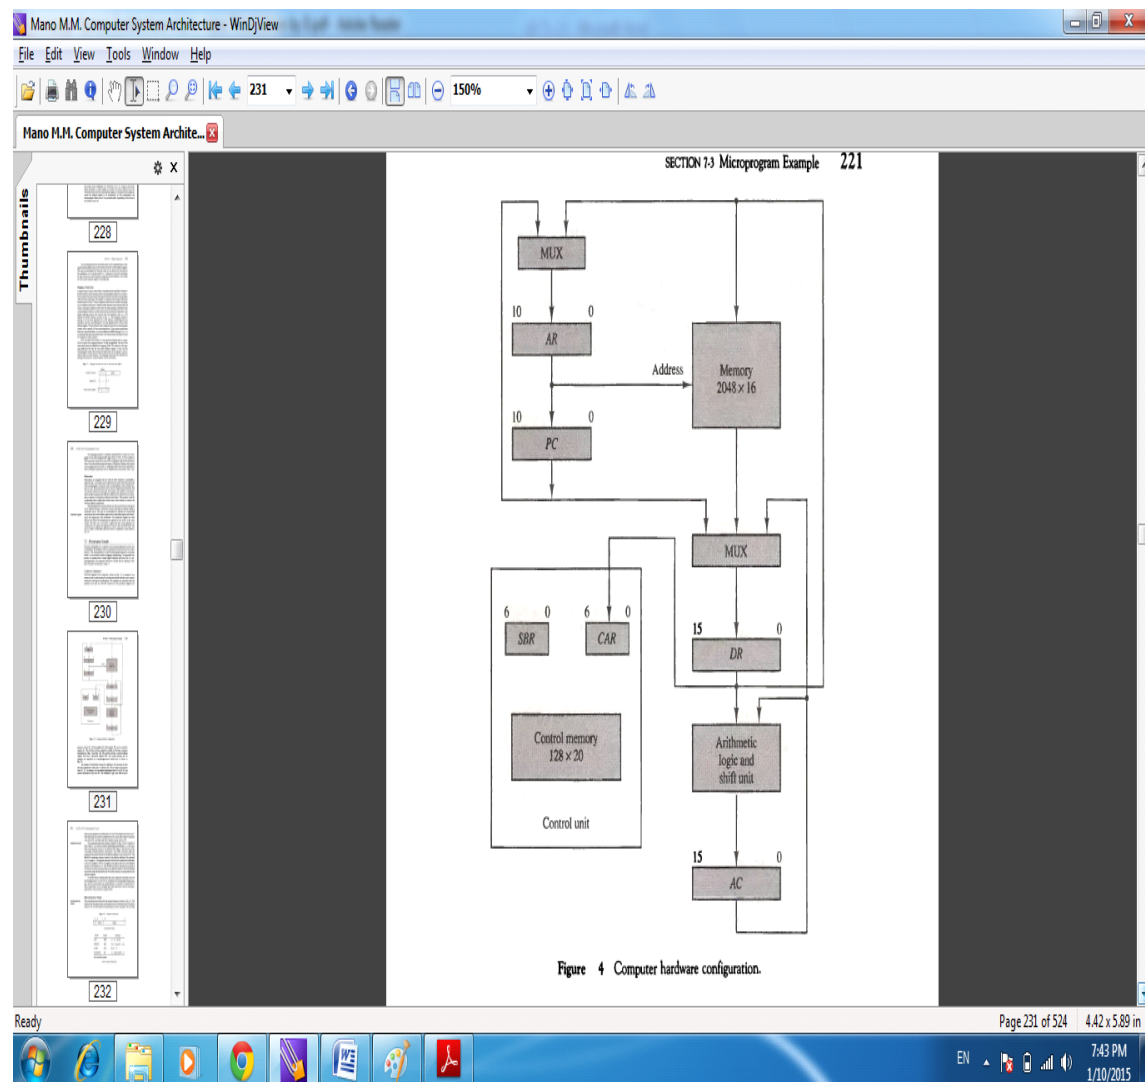 Mano M.M. Computer System Architecture - WinDjView
File Edit View Tools Window Help
231
150%
Mano M.M. Computer System Archite...
Thumbnails
228
229
230
231
232
SECTION 7-3 Microprogram Example 221
MUX
10 0
AR
Address
Memory
2048 × 16
10 0
PC
MUX
6 0 6 0
SBR CAR
15 0
DR
Control memory
128 × 20
Arithmetic
logic and
shift unit
Control unit
15 0
AC
Figure 4 Computer hardware configuration.
Ready
Page 231 of 524 4.42 x 5.89 in
EN
7:43 PM
1/10/2015